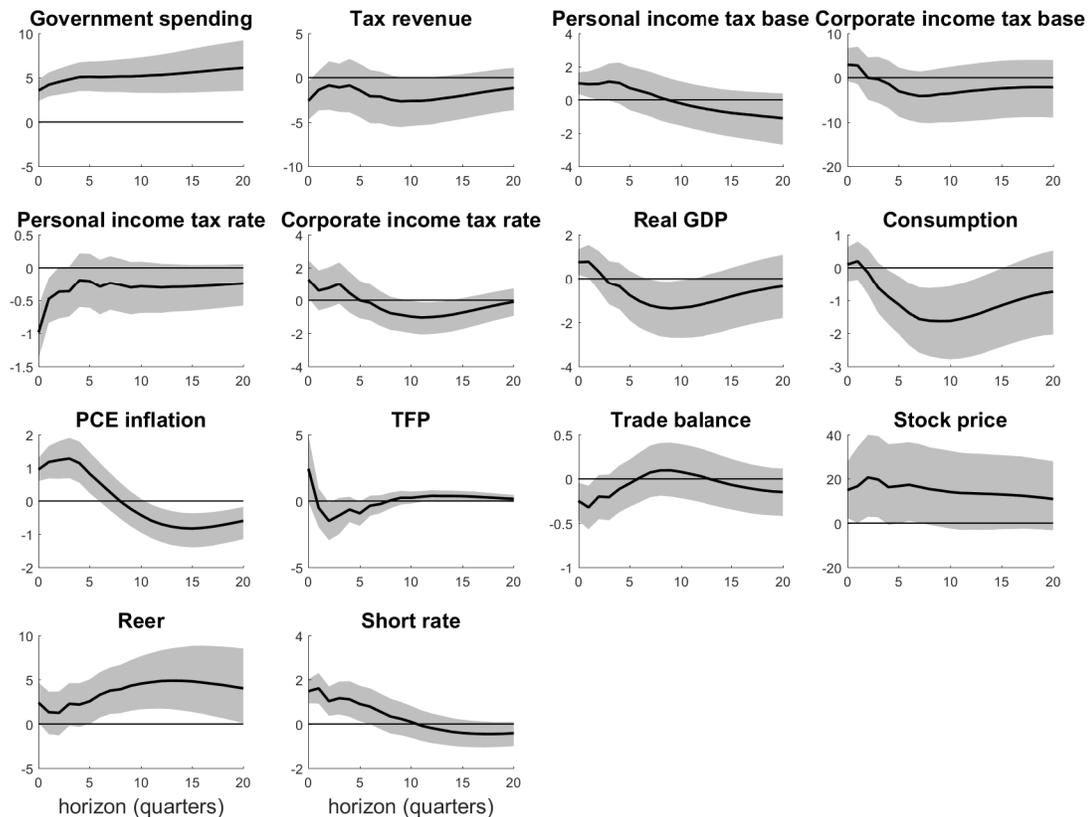 Government spending
Tax revenue
Personal income tax base
Corporate income tax base
10
5
0
-5
0 5 10 15 20
5
0
-5
-10
0 5 10 15 20
4
2
0
-2
-4
0 5 10 15 20
10
0
-10
-20
0 5 10 15 20
Personal income tax rate
Corporate income tax rate
Real GDP
Consumption
0.5
0
-0.5
-1
-1.5
0 5 10 15 20
4
2
0
-2
-4
0 5 10 15 20
2
0
-2
-4
0 5 10 15 20
1
0
-1
-2
-3
0 5 10 15 20
PCE inflation
TFP
Trade balance
Stock price
2
1
0
-1
-2
0 5 10 15 20
5
0
-5
0 5 10 15 20
0.5
0
-0.5
-1
0 5 10 15 20
40
20
0
-20
0 5 10 15 20
Reer
Short rate
10
5
0
-5
0 5 10 15 20
horizon (quarters)
4
2
0
-2
0 5 10 15 20
horizon (quarters)